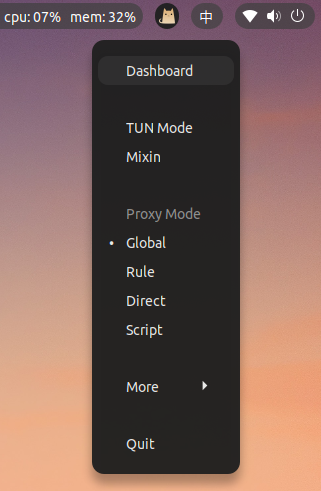 cpu: 07% mem: 32% 中
Dashboard
TUN Mode
Mixin
Proxy Mode
Global
Rule
Direct
Script
More
Quit